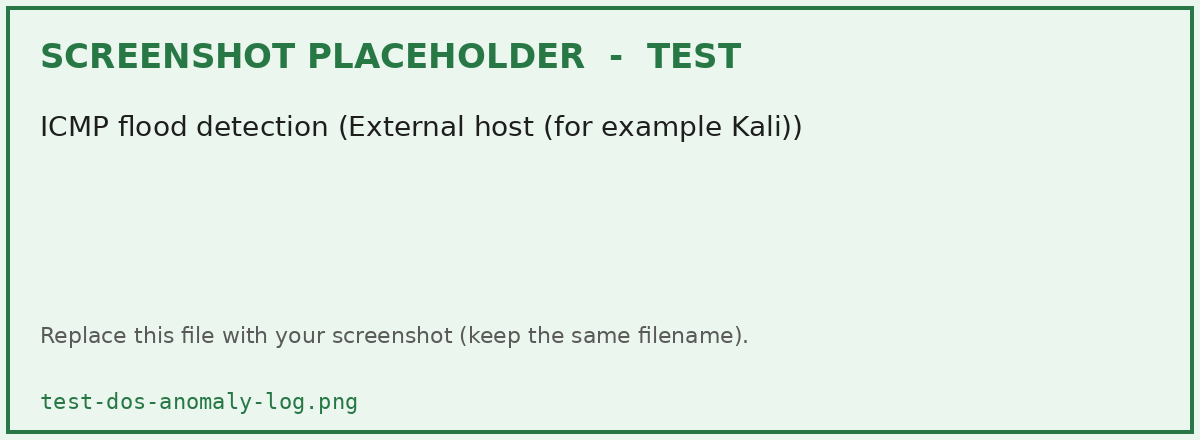 SCREENSHOT PLACEHOLDER - TEST
ICMP flood detection (External host (for example Kali))
Replace this file with your screenshot (keep the same filename).
test-dos-anomaly-log.png